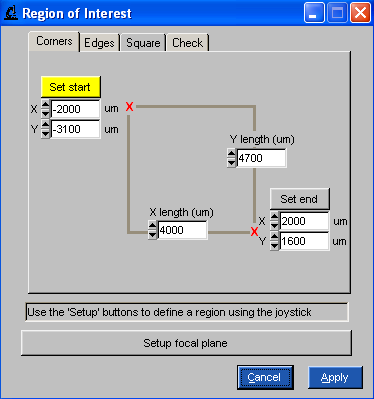 Region of Interest
Corners Edges Square Check
Set start
X -2000 um
Y -3100 um
Y length (um)
4700
X length (um)
4000
Set end
X 2000 um
Y 1600 um
Use the 'Setup' buttons to define a region using the joystick
Setup focal plane
Cancel Apply